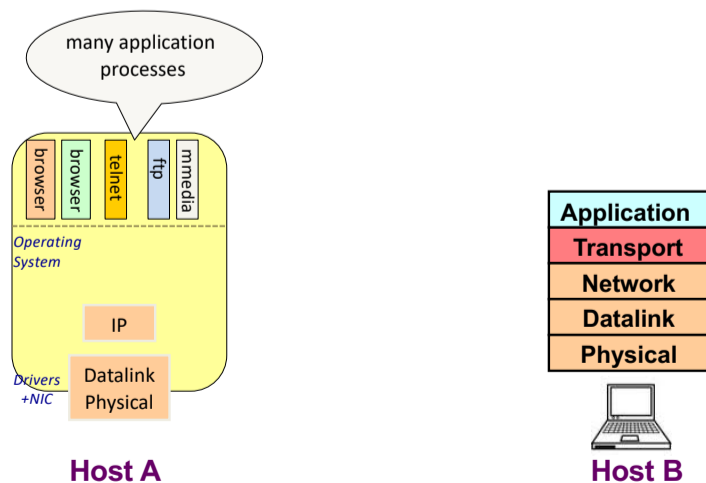 many application
processes
browser
browser
telnet
ftp
mmedia
Operating
System
IP
Drivers
+NIC
Datalink
Physical
Host A
Application
Transport
Network
Datalink
Physical
Host B